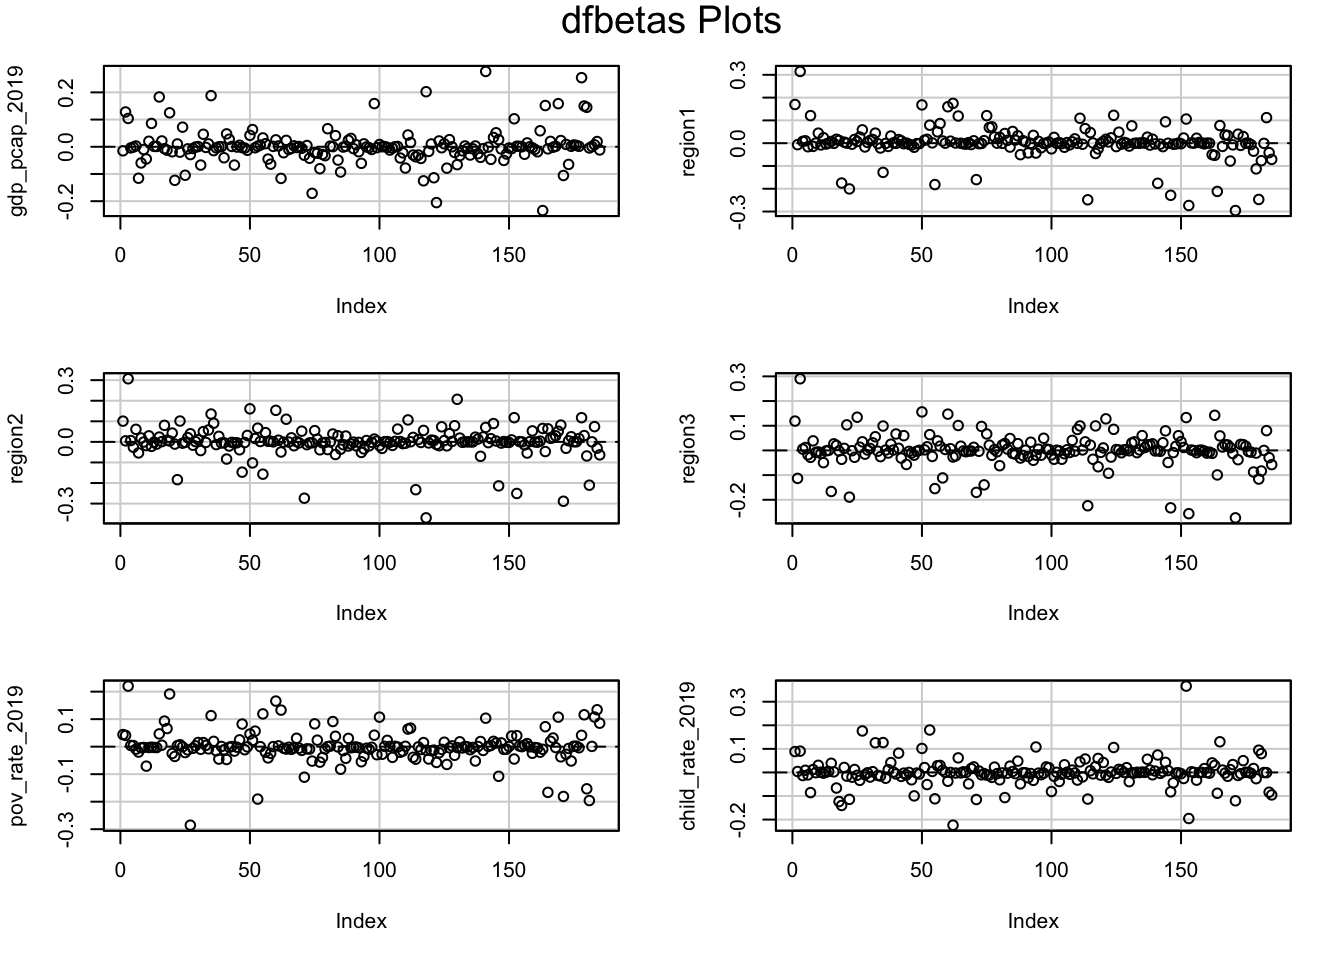 dfbetas Plots
gdp_pcap_2019
-0.2 0.0 0.2
0 50 100 150
Index
region1
-0.3 0.0 0.3
0 50 100 150
Index
region2
-0.3 0.0 0.3
0 50 100 150
Index
region3
-0.2 0.1 0.3
0 50 100 150
Index
pov_rate_2019
-0.3 -0.1 0.1
0 50 100 150
Index
child_rate_2019
-0.2 0.1 0.3
0 50 100 150
Index